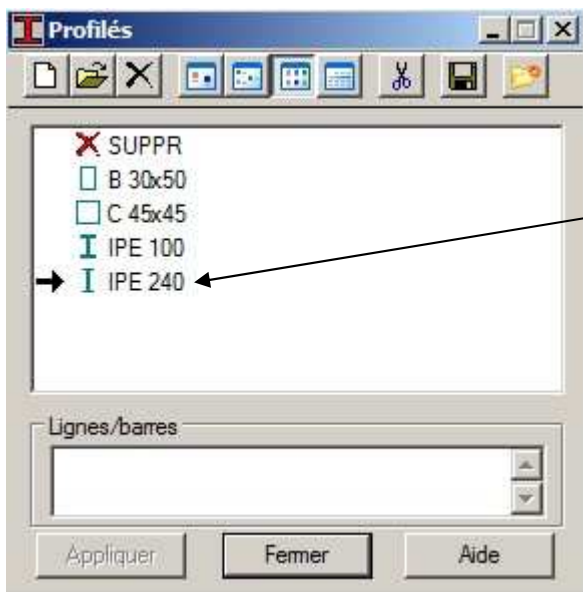 Profilés
SUPPR
B 30x50
C 45x45
IPE 100
IPE 240
Lignes/barres
Appliquer Fermer Aide